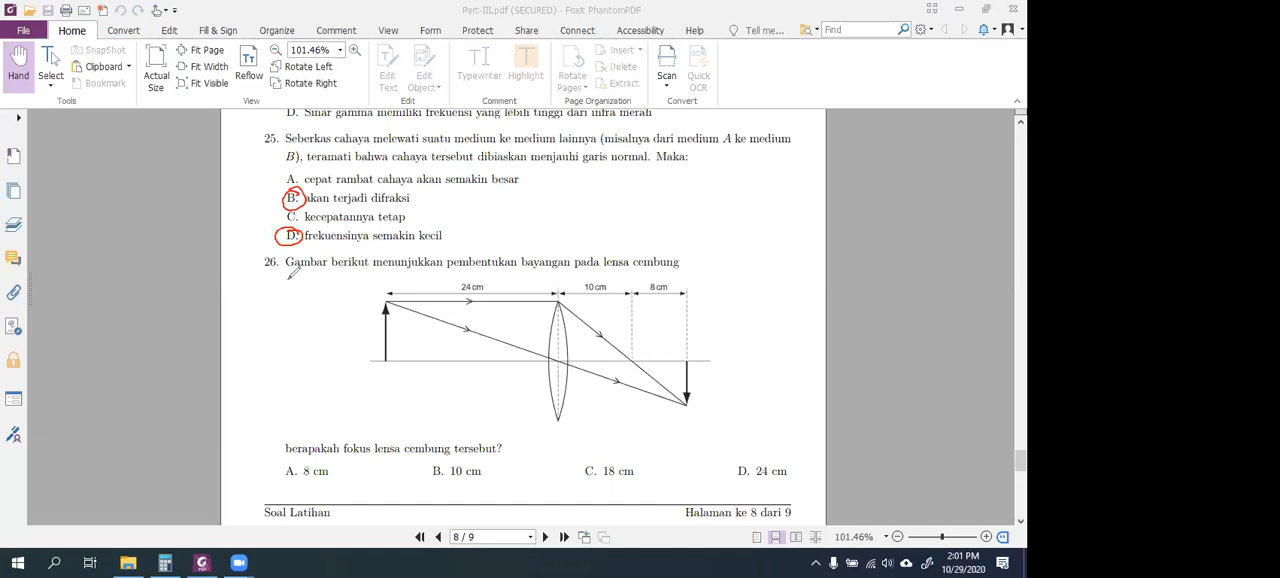 Part-III.pdf (SECURED) - Foxit PhantomPDF
File Home Convert Fill & Sign Organize Comment View Form Protect Share Connect Accessibility Help Tell me... Find
Hand
Select
SnapShot
Clipboard
Bookmark
Tools
Actual Size
Fit Page
Fit Width
Fit Visible
Reflow
101.46%
Rotate Left
Rotate Right
View
Edit Text
Edit Object
Edit
Typewriter
Highlight
Comment
Rotate Pages
Insert
Delete
Extract
Page Organization
Scan
Quick OCR
Convert
D. Sinar gamma memiliki frekuensi yang lebih tinggi dari infra merah
25. Seberkas cahaya melewati suatu medium ke medium lainnya (misalnya dari medium A ke medium
B), teramati bahwa cahaya tersebut dibiaskan menjauhi garis normal. Maka:
A. cepat rambat cahaya akan semakin besar
B. akan terjadi difraksi
C. kecepatannya tetap
D. frekuensinya semakin kecil
26. Gambar berikut menunjukkan pembentukan bayangan pada lensa cembung
24 cm 10 cm 8 cm
berapakah fokus lensa cembung tersebut?
A. 8 cm B. 10 cm C. 18 cm D. 24 cm
Soal Latihan Halaman ke 8 dari 9
8 / 9 101.46%
2:01 PM
10/29/2020